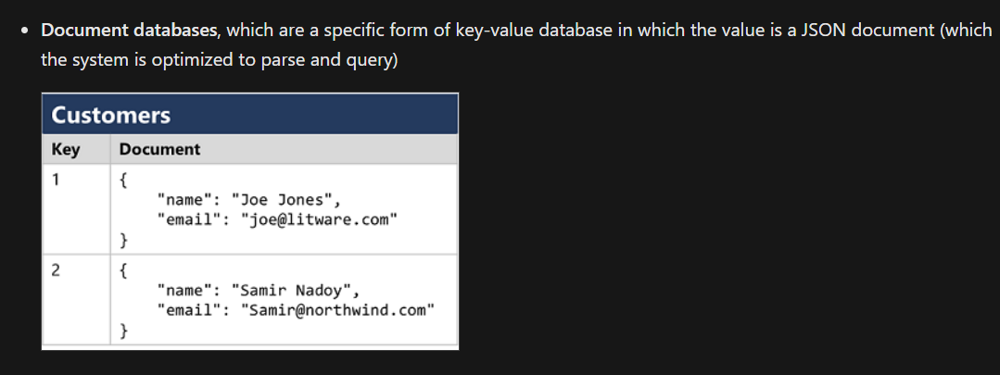 • Document databases, which are a specific form of key-value database in which the value is a JSON document (which
the system is optimized to parse and query)
Customers
Key Document
1 {
"name": "Joe Jones",
"email": "joe@litware.com"
}
2 {
"name": "Samir Nadoy",
"email": "Samir@northwind.com"
}